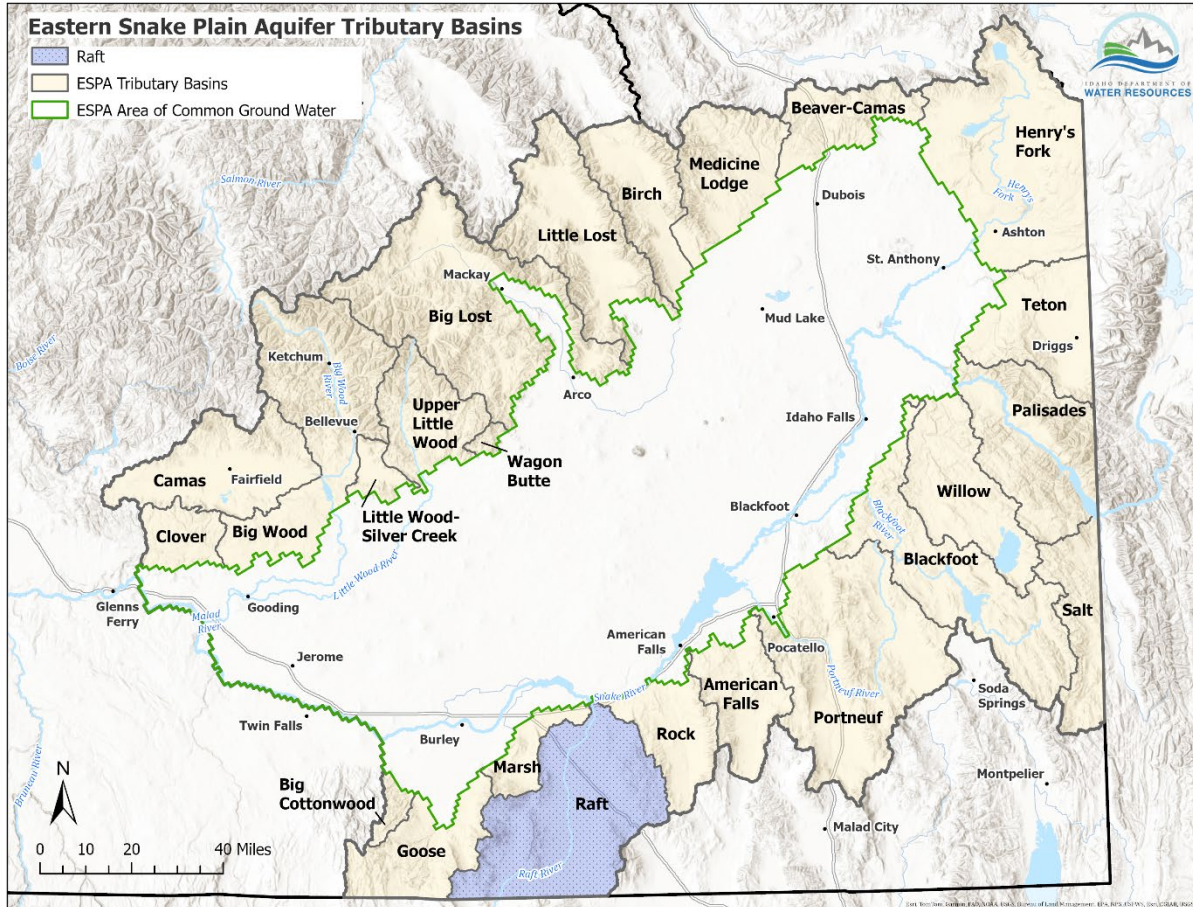 Eastern Snake Plain Aquifer Tributary Basins
Raft
ESPA Tributary Basins
ESPA Area of Common Ground Water
IDAHO DEPARTMENT OF
WATER RESOURCES
Beaver-Camas
Henry's
Fork
Medicine
Lodge
Birch
Salmon River
Henry's
Fork
Dubois
Little Lost
Ashton
St. Anthony
Mackay
Big Lost
Teton
Mud Lake
Driggs
Boise River
Ketchum
Big Wood
River
Arco
Palisades
Upper
Little
Wood
Idaho Falls
Bellevue
Wagon
Butte
Camas
Fairfield
Willow
Blackfoot
Blackfoot
River
Clover
Big Wood
Little Wood-
Silver Creek
Blackfoot
Little Wood River
Glenns
Ferry
Gooding
Malad
River
Salt
American
Falls
Pocatello
Jerome
Portneuf River
American
Falls
Soda
Springs
Snake River
Twin Falls
Burley
Rock
Portneuf
Marsh
Bruneau River
N
Big
Cottonwood
Raft
Montpelier
Malad City
Goose
0 10 20 40 Miles
Raft River